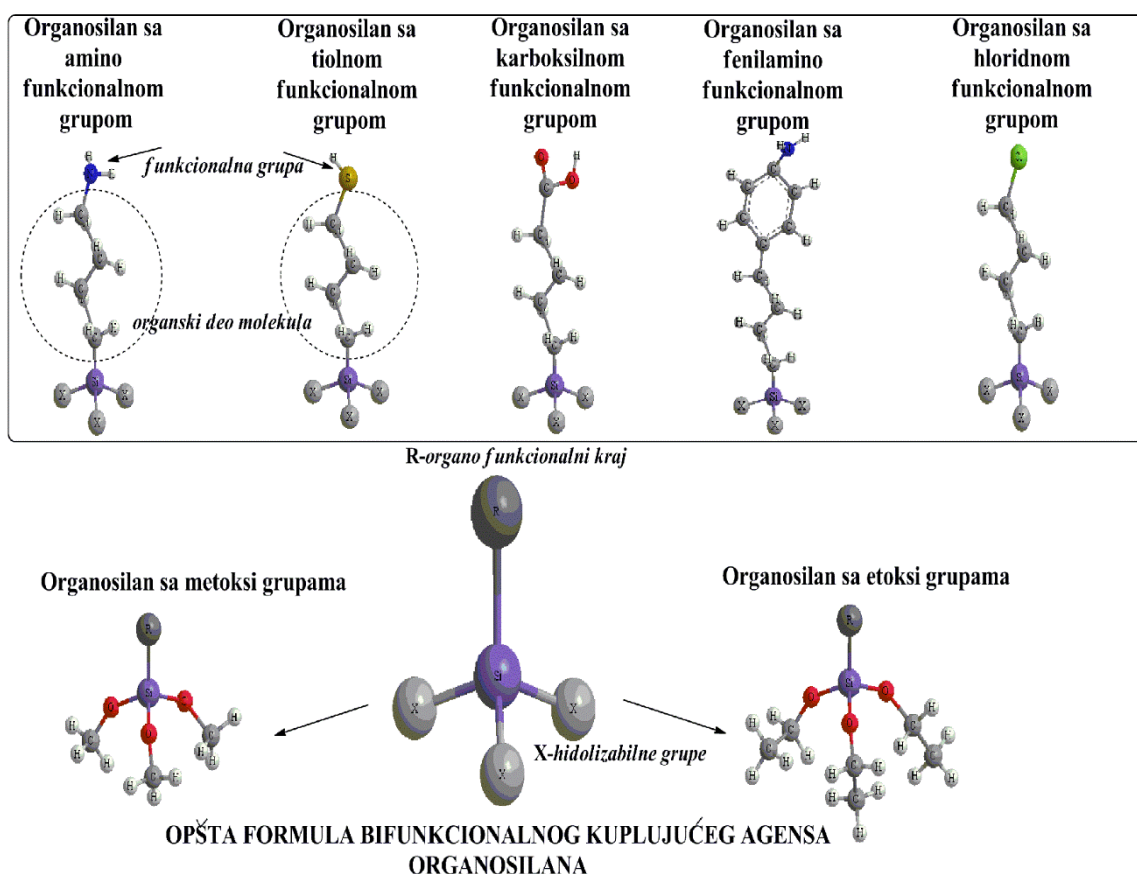 Organosilan sa
amino
funkcionalnom
grupom
Organosilan sa
tiolnom
funkcionalnom
grupom
Organosilan sa
karboksilnom
funkcionalnom
grupom
Organosilan sa
fenilamino
funkcionalnom
grupom
Organosilan sa
hloridnom
funkcionalnom
grupom
funkcionalna grupa
organski deo molekula
R-organo funkcionalni kraj
Organosilan sa metoksi grupama
Organosilan sa etoksi grupama
R
Si
X
X
X
X-hidolizabilne grupe
OPŠTA FORMULA BIFUNKCIONALNOG KUPLUJUĆEG AGENSA
ORGANOSILANA